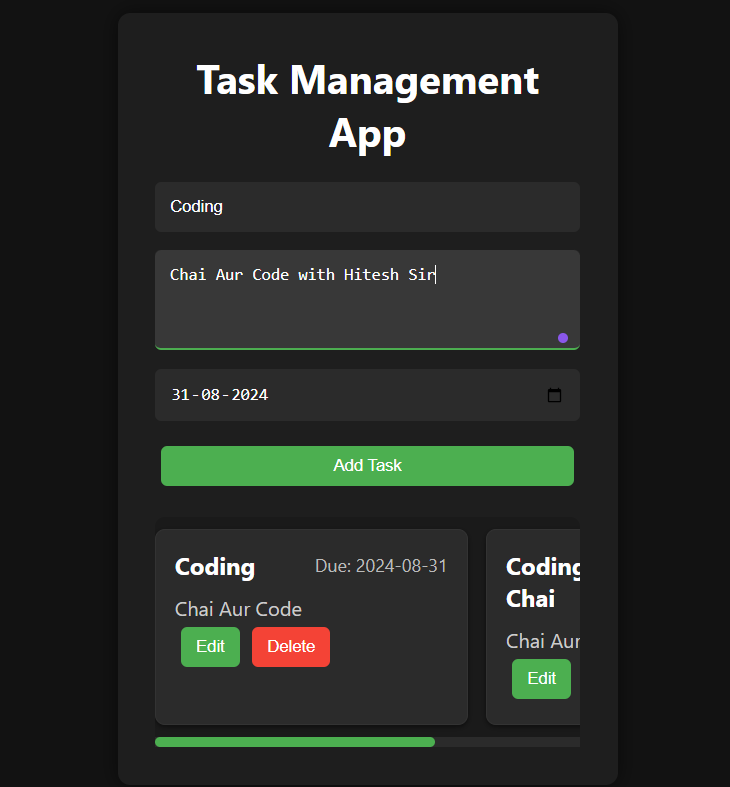 Task Management
App
Coding
Chai Aur Code with Hitesh Sir
31-08-2024
Add Task
Coding
Due: 2024-08-31
Chai Aur Code
Edit
Delete
Coding
Chai
Chai Aur
Edit